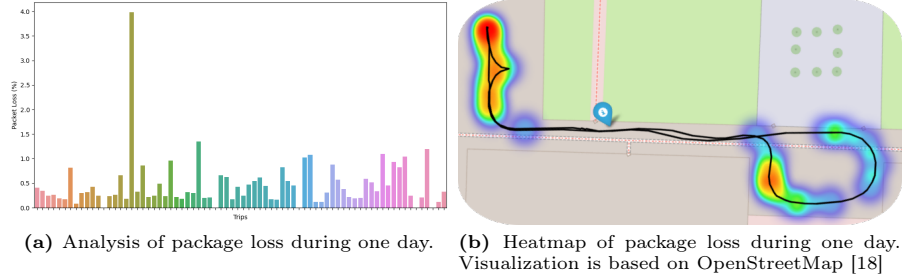 4.0
3.5
3.0
2.5
2.0
1.5
1.0
0.5
0.0
Packet Loss (%)
Trips
(a) Analysis of package loss during one day.
(b) Heatmap of package loss during one day.
Visualization is based on OpenStreetMap [18]